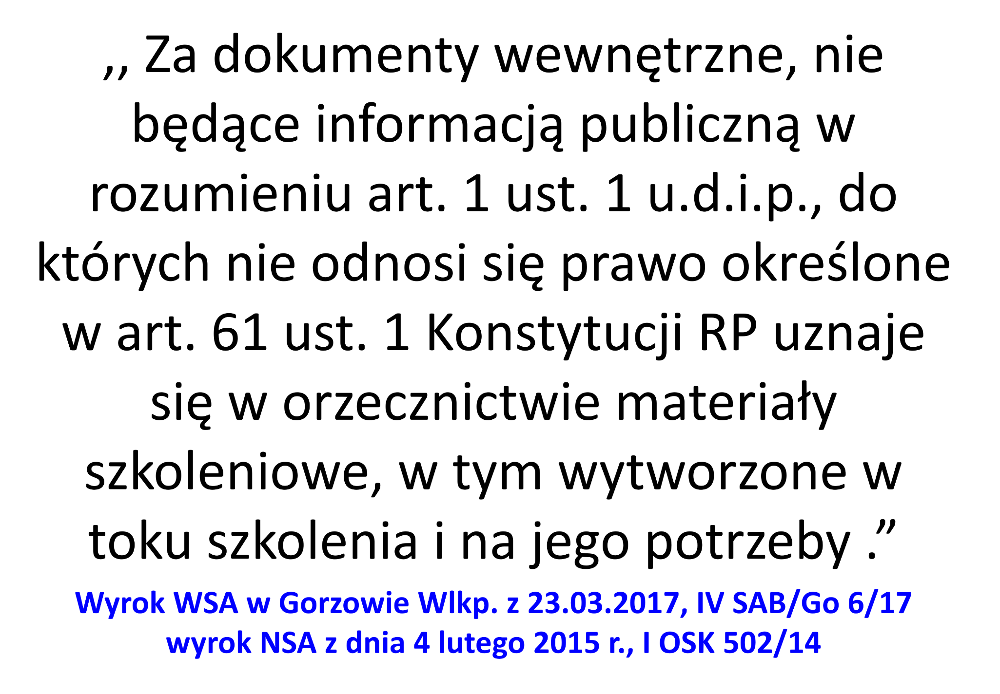 ,, Za dokumenty wewnętrzne, nie
będące informacją publiczną w
rozumieniu art. 1 ust. 1 u.d.i.p., do
których nie odnosi się prawo określone
w art. 61 ust. 1 Konstytucji RP uznaje
się w orzecznictwie materiały
szkoleniowe, w tym wytworzone w
toku szkolenia i na jego potrzeby .”
Wyrok WSA w Gorzowie Wlkp. z 23.03.2017, IV SAB/Go 6/17
wyrok NSA z dnia 4 lutego 2015 r., I OSK 502/14